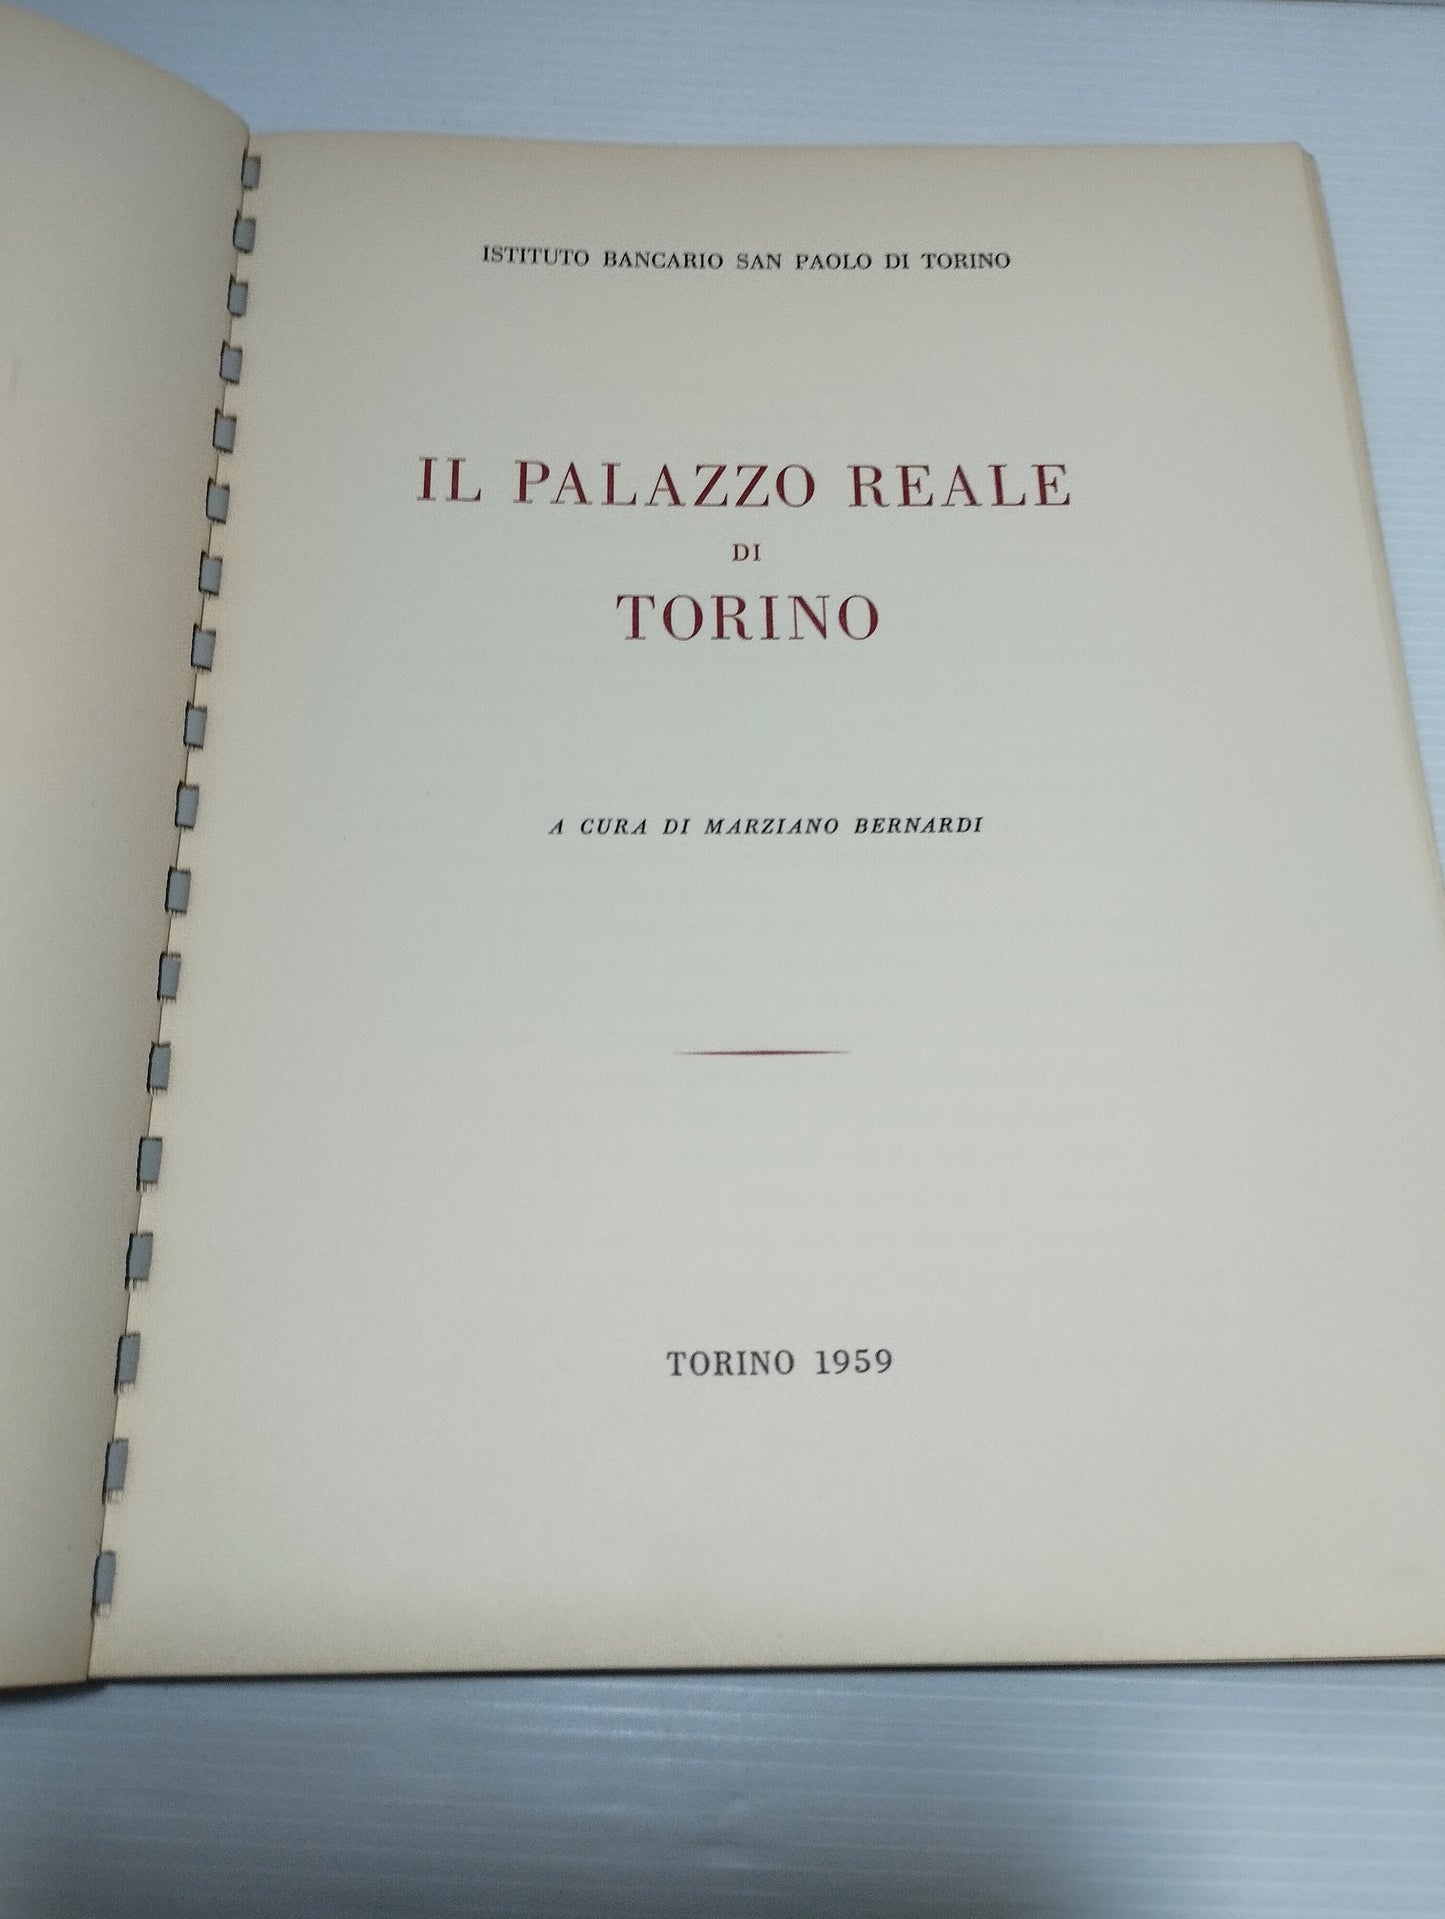 ISTITUTO BANCARIO SAN PAOLO DI TORINO
IL PALAZZO REALE
DI
TORINO
A CURA DI MARZIANO BERNARDI
TORINO 1959